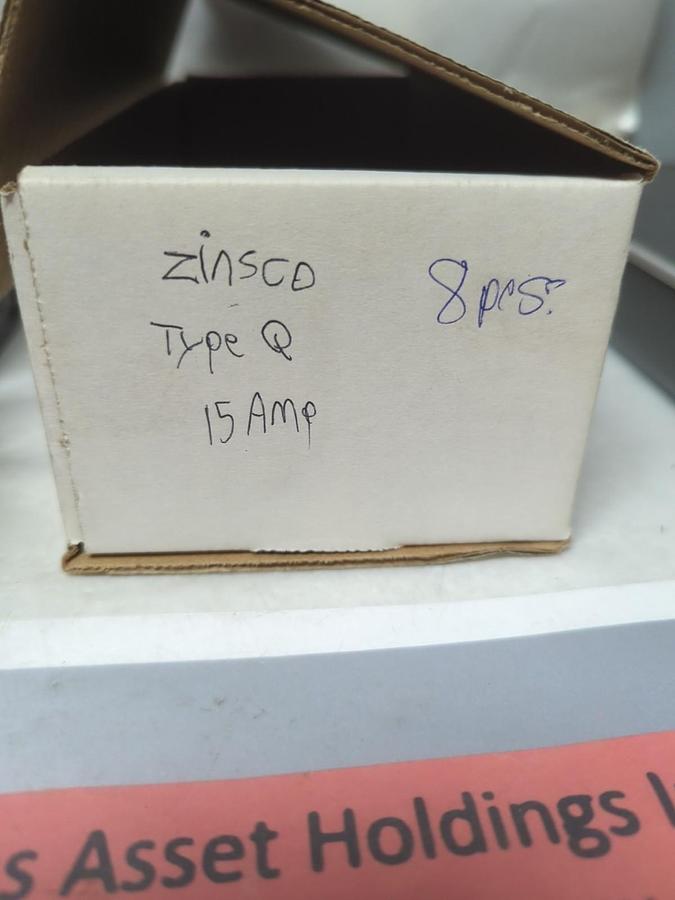 Zinsco
Type Q
15 Amp
8 pcs.
s Asset Holdings